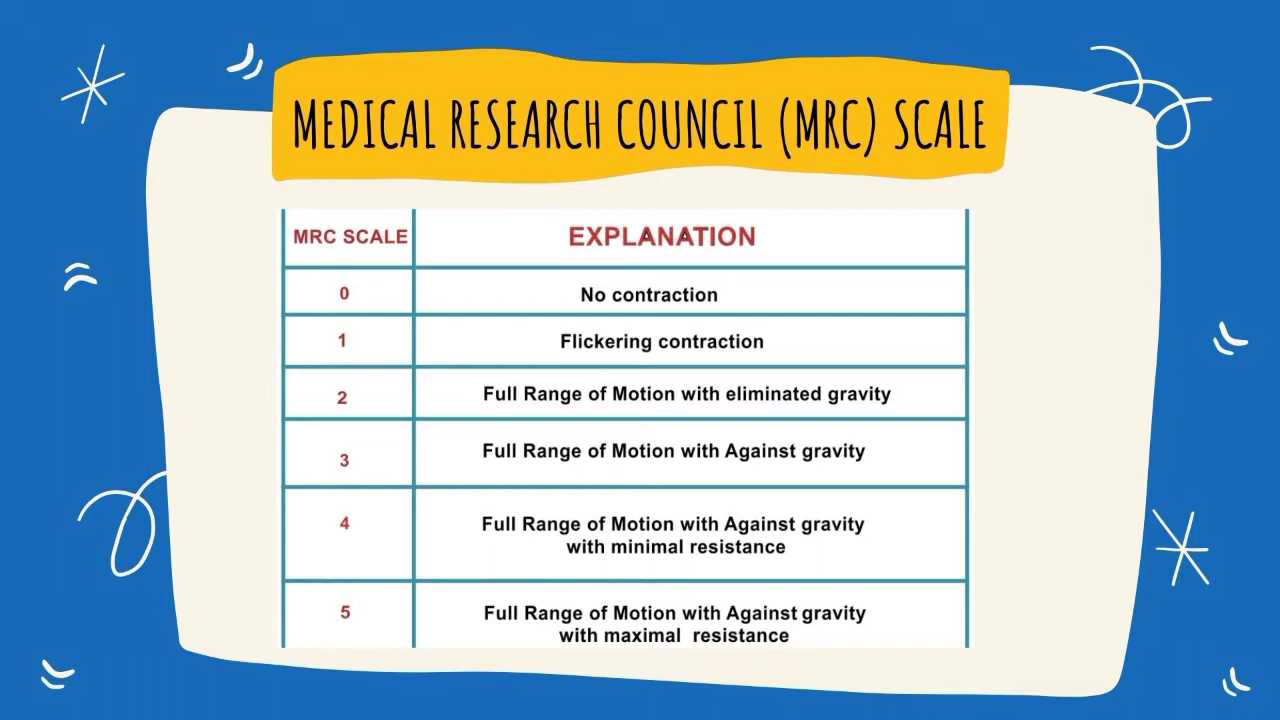 MEDICAL RESEARCH COUNCIL (MRC) SCALE
MRC SCALE EXPLANATION
0 No contraction
1 Flickering contraction
2 Full Range of Motion with eliminated gravity
3 Full Range of Motion with Against gravity
4 Full Range of Motion with Against gravity
with minimal resistance
5 Full Range of Motion with Against gravity
with maximal resistance